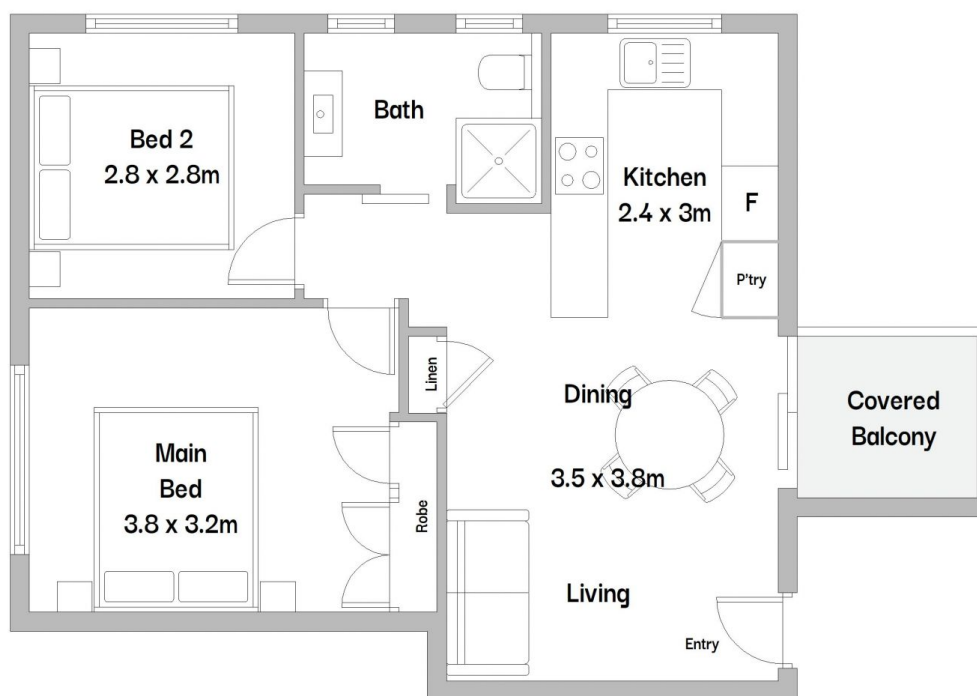 Bed 2
2.8 x 2.8m
Bath
Kitchen
2.4 x 3m
F
P'try
Linen
Dining
3.5 x 3.8m
Covered
Balcony
Main
Bed
3.8 x 3.2m
Robe
Living
Entry